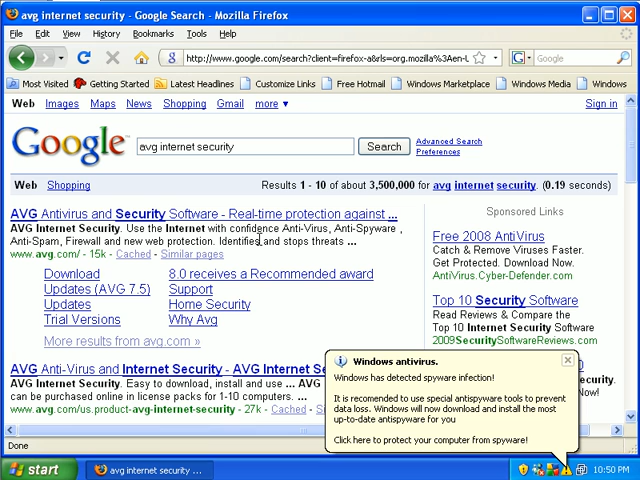 avg internet security - Google Search - Mozilla Firefox
File Edit View History Bookmarks Tools Help
http://www.google.com/search?client=firefox-a&rls=org.mozilla%3Aen-U
Google
Most Visited Getting Started Latest Headlines Customize Links Free Hotmail Windows Marketplace Windows Media Windows
Web Images Maps News Shopping Gmail more ▼ Sign in
Google avg internet security Search Advanced Search
Preferences
Web Shopping Results 1 - 10 of about 3,500,000 for avg internet security. (0.19 seconds)
AVG Antivirus and Security Software - Real-time protection against ...
AVG Internet Security. Use the Internet with confidence Anti-Virus, Anti-Spyware ,
Anti-Spam, Firewall and new web protection. Identifies and stops threats ...
www.avg.com/ - 15k - Cached - Similar pages
Download 8.0 receives a Recommended award
Updates (AVG 7.5) Support
Updates Home Security
Trial Versions Why Avg
More results from avg.com »
AVG Anti-Virus and Internet Security - AVG Internet Se
AVG Internet Security. Easy to download, install and use ... AVG
can be purchased online in license packs for 1-10 computers. ...
www.avg.com/us.product-avg-internet-security - 27k - Cached - Si
Sponsored Links
Free 2008 AntiVirus
Catch & Remove Viruses Faster.
Get Protected. Download Now.
AntiVirus.Cyber-Defender.com
Top 10 Security Software
Read Reviews & Compare the
Top 10 Internet Security Software
2009SecuritySoftwareReviews.com
Now!
Windows antivirus.
Windows has detected spyware infection!
It is recomended to use special antispyware tools to prevent
data loss. Windows will now download and install the most
up-to-date antispyware for you
Click here to protect your computer from spyware!
Done
start avg internet security ... 10:50 PM